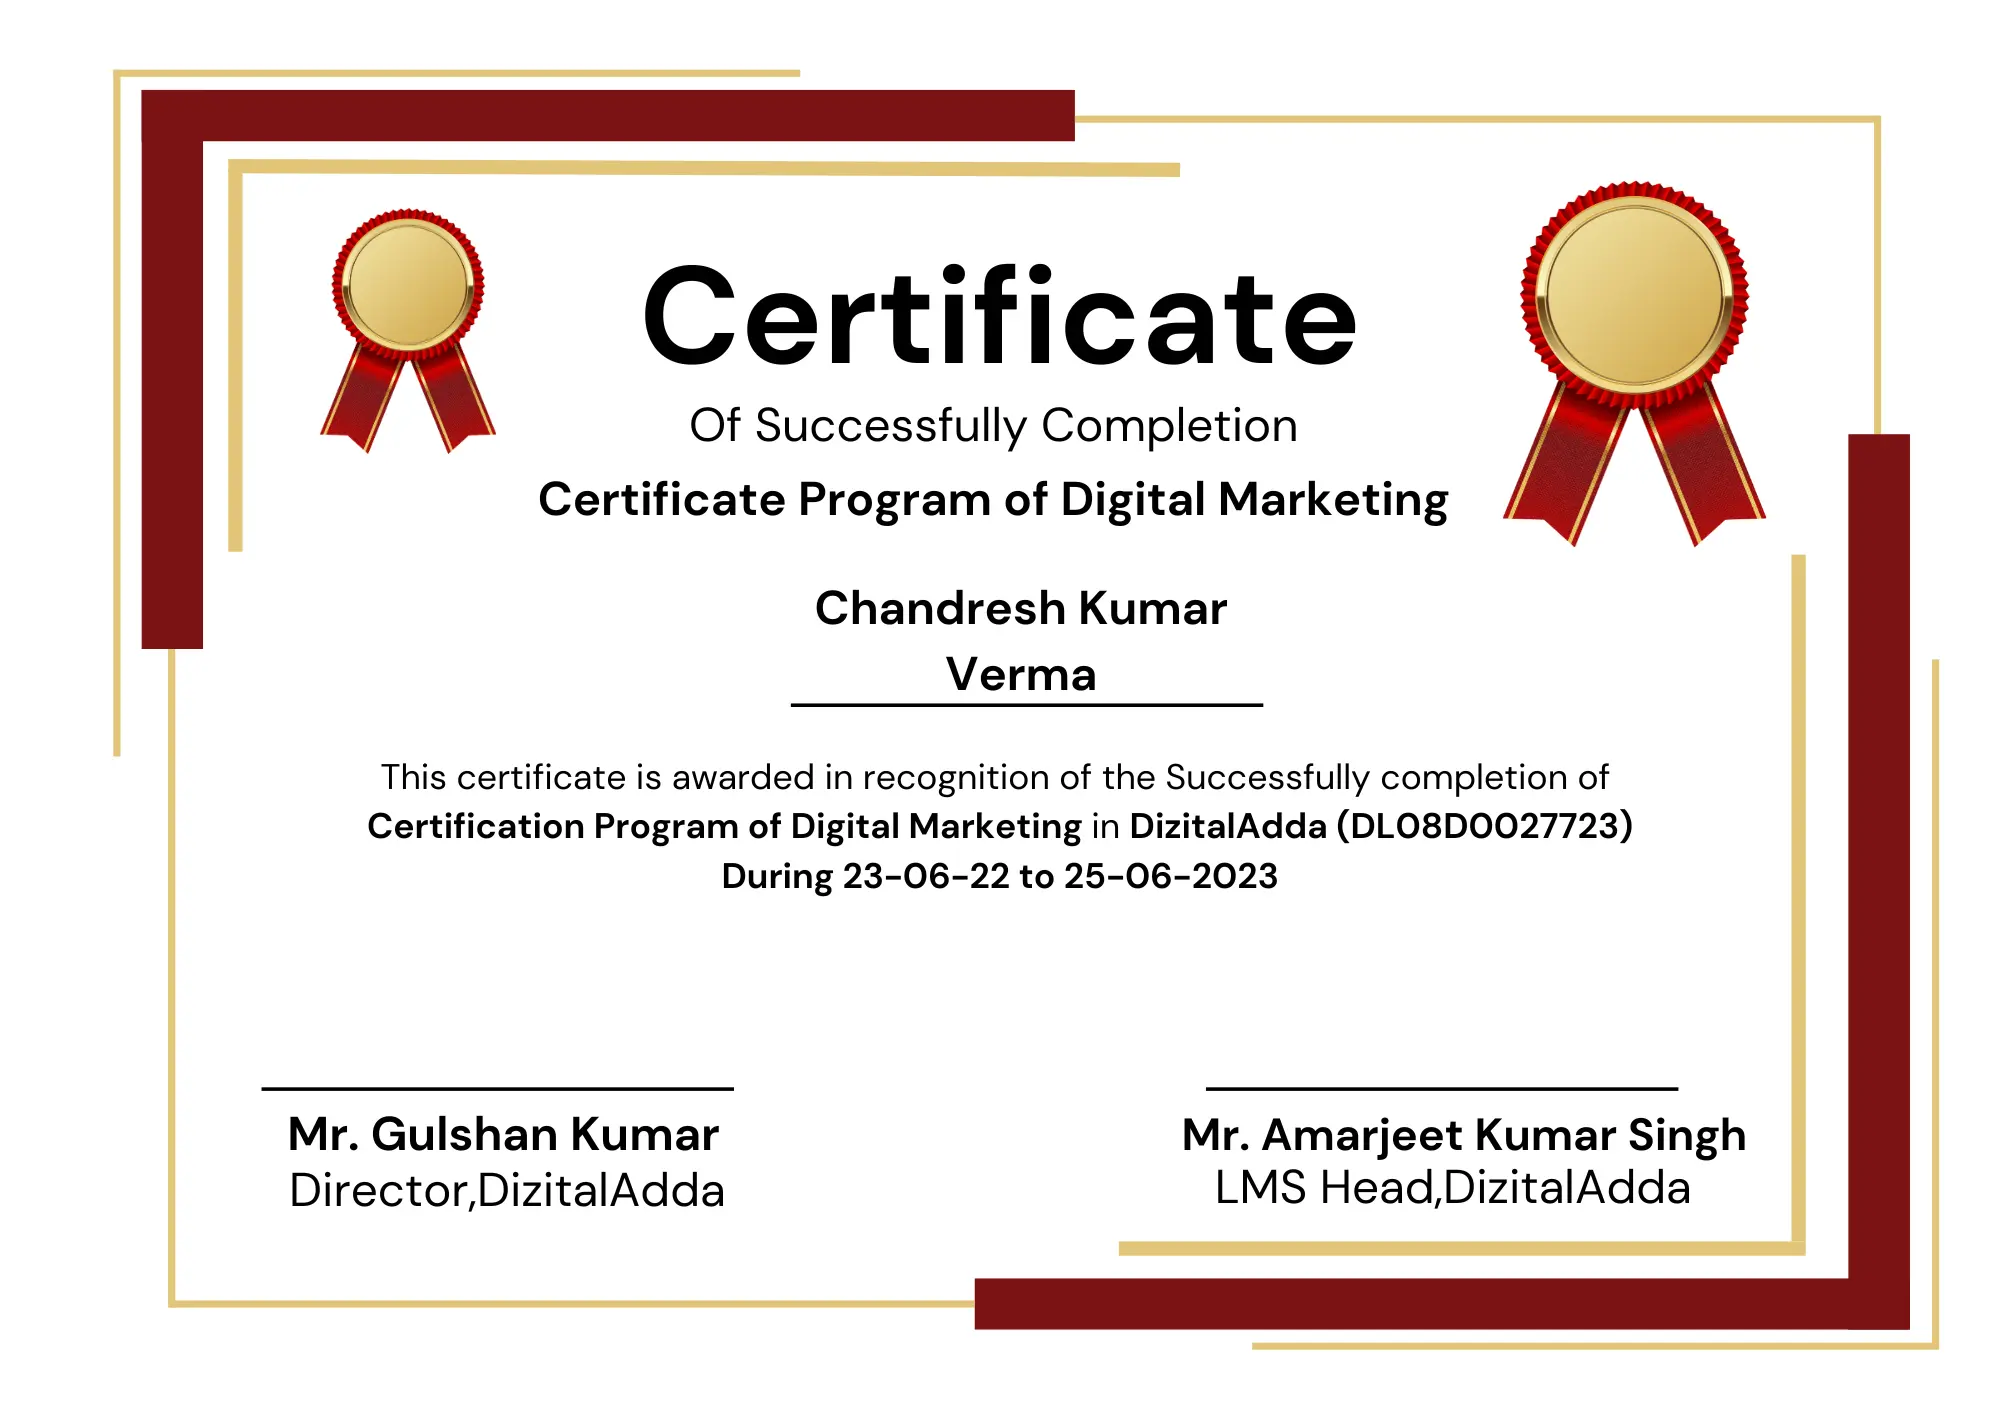 Certificate
Of Successfully Completion
Certificate Program of Digital Marketing
Chandresh Kumar
Verma
This certificate is awarded in recognition of the Successfully completion of
Certification Program of Digital Marketing in DizitalAdda (DL08D0027723)
During 23-06-22 to 25-06-2023
Mr. Gulshan Kumar
Director,DizitalAdda
Mr. Amarjeet Kumar Singh
LMS Head,DizitalAdda